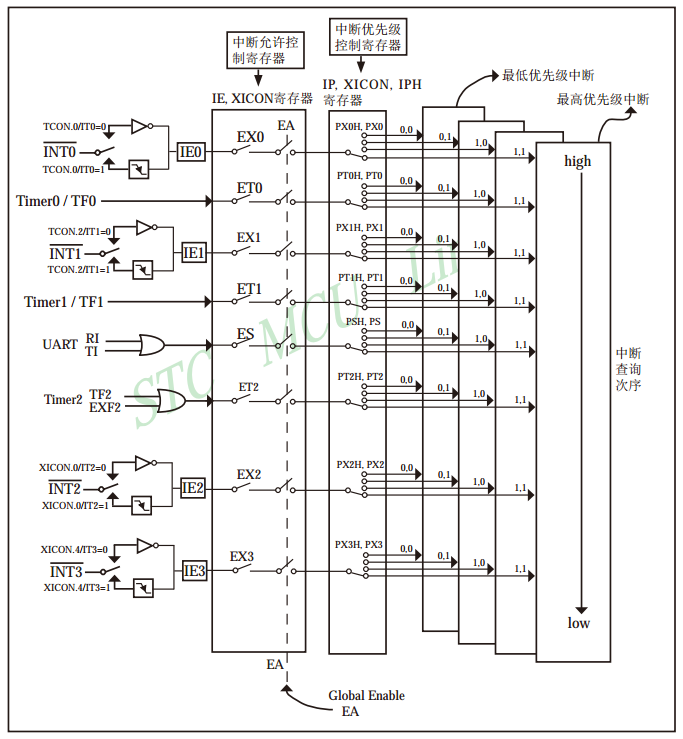 中断允许控
制寄存器
中断优先级
控制寄存器
IE, XICON寄存器
IP, XICON, IPH
寄存器
最低优先级中断
最高优先级中断
TCON.0/IT0=0
INT0
TCON.0/IT0=1
IE0
EX0
EA
PX0H, PX0
0,0
0,1
1,0
1,1
high
Timer0 / TF0
ET0
PT0H, PT0
0,0
0,1
1,0
1,1
TCON.2/IT1=0
INT1
TCON.2/IT1=1
IE1
EX1
PX1H, PX1
0,0
0,1
1,0
1,1
Timer1 / TF1
ET1
PT1H, PT1
0,0
0,1
1,0
1,1
UART
RI
TI
ES
PSH, PS
0,0
0,1
1,0
1,1
Timer2
TF2
EXF2
ET2
PT2H, PT2
0,0
0,1
1,0
1,1
中断
查询
次序
XICON.0/IT2=0
INT2
XICON.0/IT2=1
IE2
EX2
PX2H, PX2
0,0
0,1
1,0
1,1
XICON.4/IT3=0
INT3
XICON.4/IT3=1
IE3
EX3
PX3H, PX3
0,0
0,1
1,0
1,1
low
EA
Global Enable
EA
STC MCU